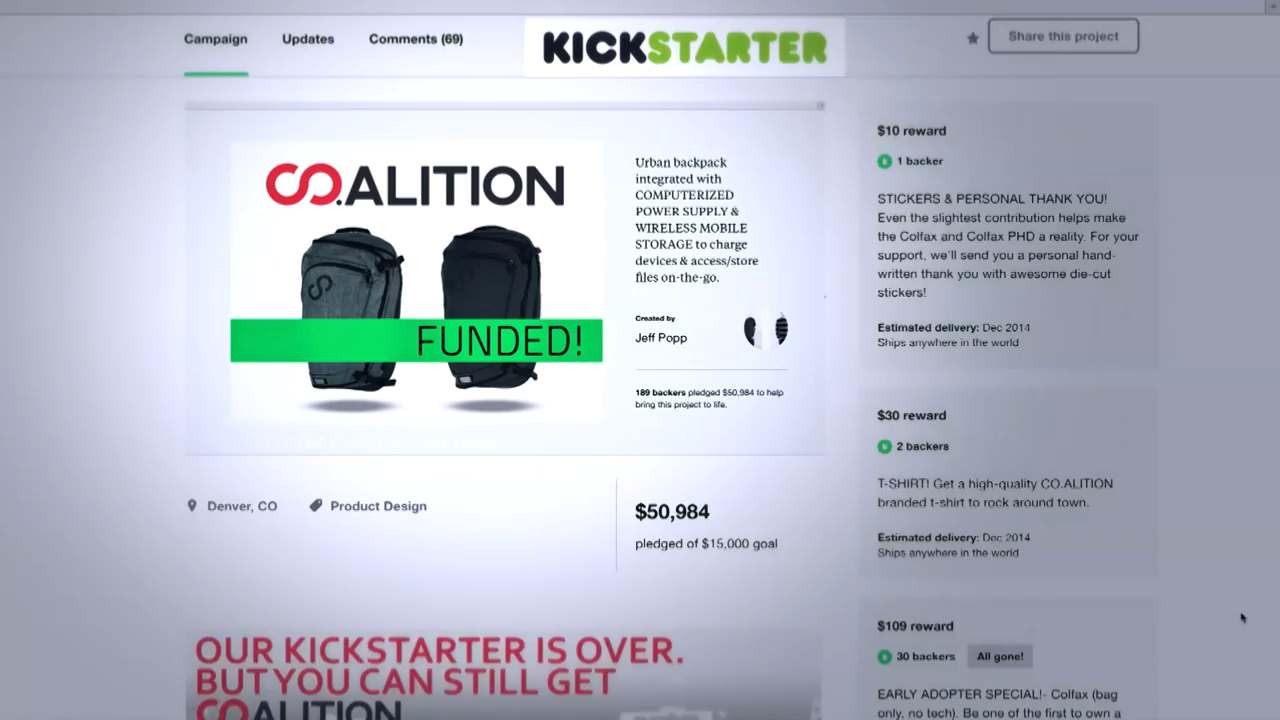 Campaign
Updates
Comments (69)
KICKSTARTER
Share this project
CO.ALITION
FUNDED!
Urban backpack
integrated with
COMPUTERIZED
POWER SUPPLY &
WIRELESS MOBILE
STORAGE to charge
devices & access/store
files on-the-go.
Created by
Jeff Popp
189 backers pledged $50,984 to help
bring this project to life.
Denver, CO
Product Design
$50,984
pledged of $15,000 goal
OUR KICKSTARTER IS OVER.
BUT YOU CAN STILL GET
CO.ALITION
$10 reward
1 backer
STICKERS & PERSONAL THANK YOU!
Even the slightest contribution helps make
the Colfax and Colfax PHD a reality. For your
support, we'll send you a personal hand-
written thank you with awesome die-cut
stickers!
Estimated delivery: Dec 2014
Ships anywhere in the world
$30 reward
2 backers
T-SHIRT! Get a high-quality CO.ALITION
branded t-shirt to rock around town.
Estimated delivery: Dec 2014
Ships anywhere in the world
$109 reward
30 backers
All gone!
EARLY ADOPTER SPECIAL!- Colfax (bag
only, no tech). Be one of the first to own a